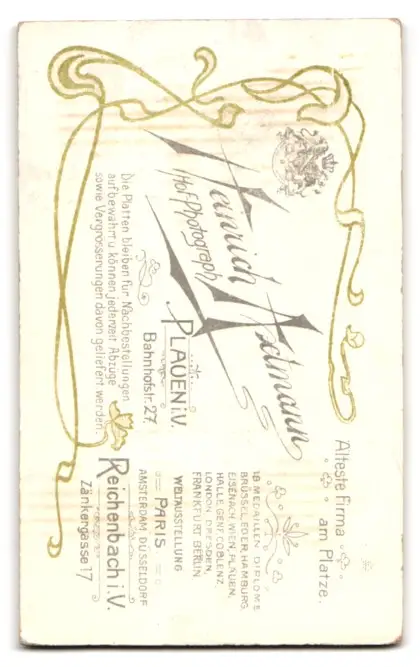 Heinrich Axtmann
Hof-Photograph
PLAUEN i.V.
Bahnhofstr. 27.
Die Platten bleiben für Nachbestellungen
aufbewahrt u. können jederzeit Abzüge
sowie Vergrösserungen davon geliefert werden.
Älteste Firma
am Platze.
18 MEDAILLEN DIPLOME
BRÜSSEL, EGER, HAMBURG
EISENACH, WIEN, PLAUEN,
HALLE, GENF, COBLENZ,
LONDON, DRESDEN,
FRANKFURT BERLIN
WELTAUSSTELLUNG
PARIS
AMSTERDAM, DÜSSELDORF
Reichenbach i.V.
Zänkergasse 17